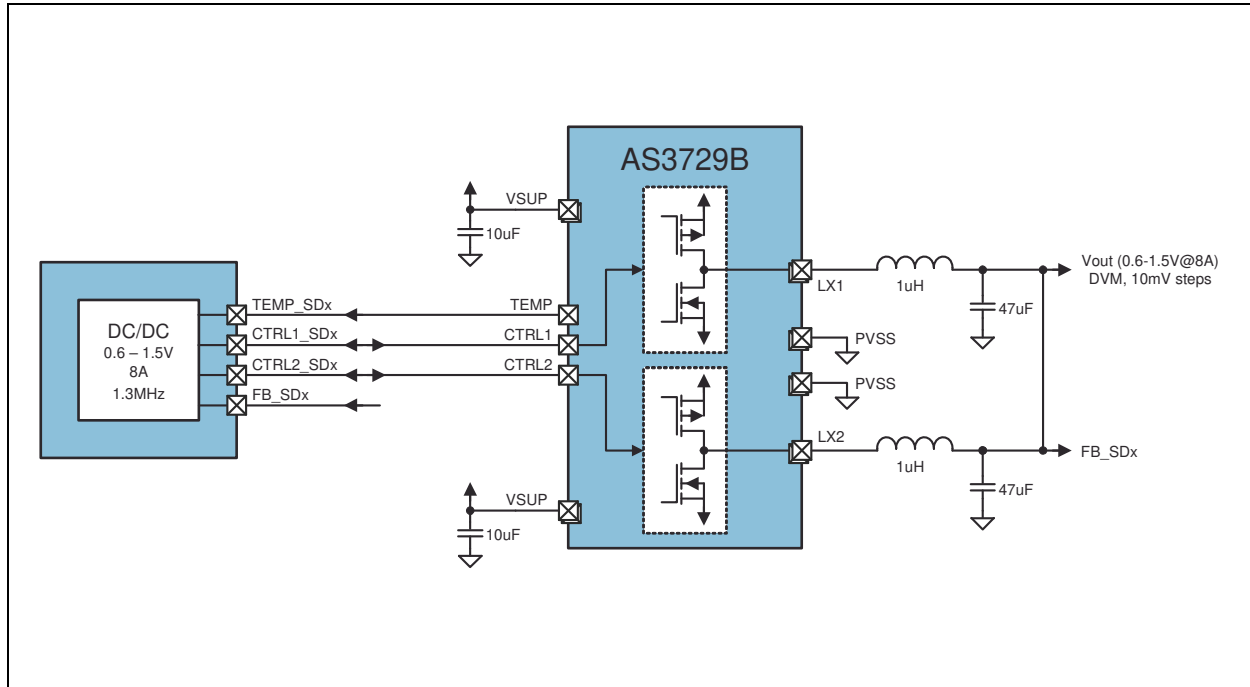 AS3729B
VSUP
10uF
DC/DC
0.6 – 1.5V
8A
1.3MHz
TEMP_SDx
CTRL1_SDx
CTRL2_SDx
FB_SDx
TEMP
CTRL1
CTRL2
VSUP
10uF
LX1
1uH
47uF
Vout (0.6-1.5V@8A)
DVM, 10mV steps
PVSS
PVSS
LX2
1uH
47uF
FB_SDx